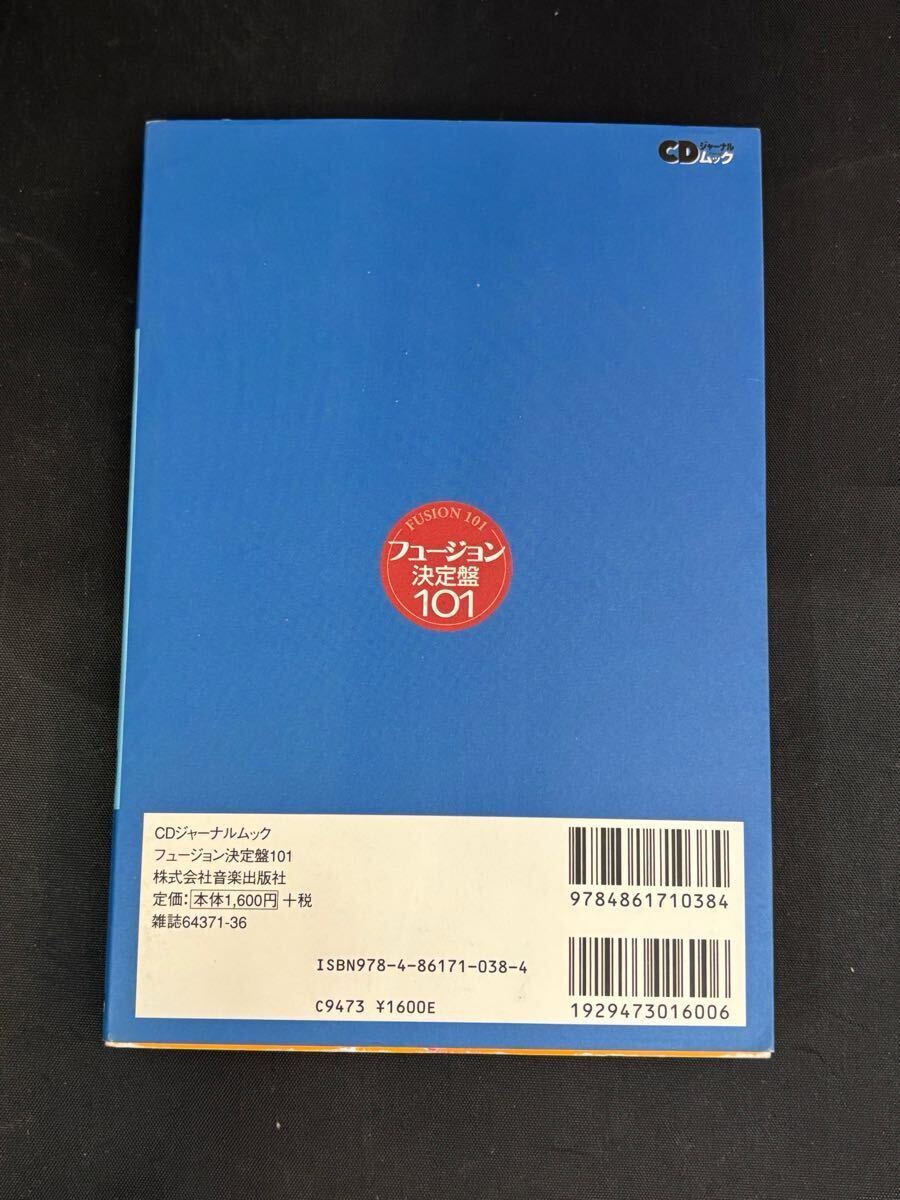 CDジャーナル
ムック
FUSION 101
フュージョン
決定盤
101
CDジャーナルムック
フュージョン決定盤101
株式会社音楽出版社
定価：本体1,600円 +税
雑誌64371-36
ISBN978-4-86171-038-4
C9473 ¥1600E
9784861710384
1929473016006